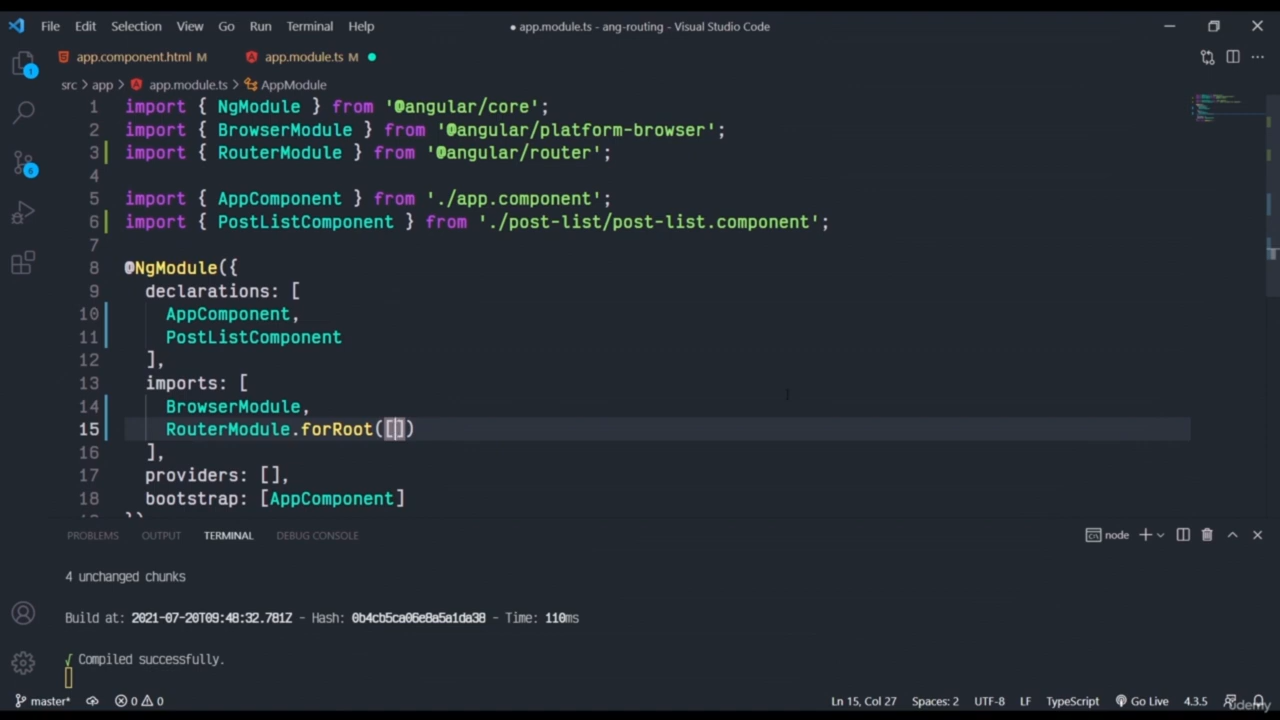 File Edit Selection View Go Run Terminal Help ● app.module.ts - ang-routing - Visual Studio Code
app.component.html M app.module.ts M
src > app > app.module.ts > AppModule
1 import { NgModule } from '@angular/core';
2 import { BrowserModule } from '@angular/platform-browser';
3 import { RouterModule } from '@angular/router';
4
5 import { AppComponent } from './app.component';
6 import { PostListComponent } from './post-list/post-list.component';
7
8 @NgModule({
9 declarations: [
10 AppComponent,
11 PostListComponent
12 ],
13 imports: [
14 BrowserModule,
15 RouterModule.forRoot([])
16 ],
17 providers: [],
18 bootstrap: [AppComponent]
})
PROBLEMS OUTPUT TERMINAL DEBUG CONSOLE node
4 unchanged chunks
Build at: 2021-07-20T09:48:32.781Z - Hash: 0b4cb5ca06e8a5a1da38 - Time: 110ms
√ Compiled successfully.
master* 0 0 Ln 15, Col 27 Spaces: 2 UTF-8 LF TypeScript Go Live 4.3.5
1
6
udemy